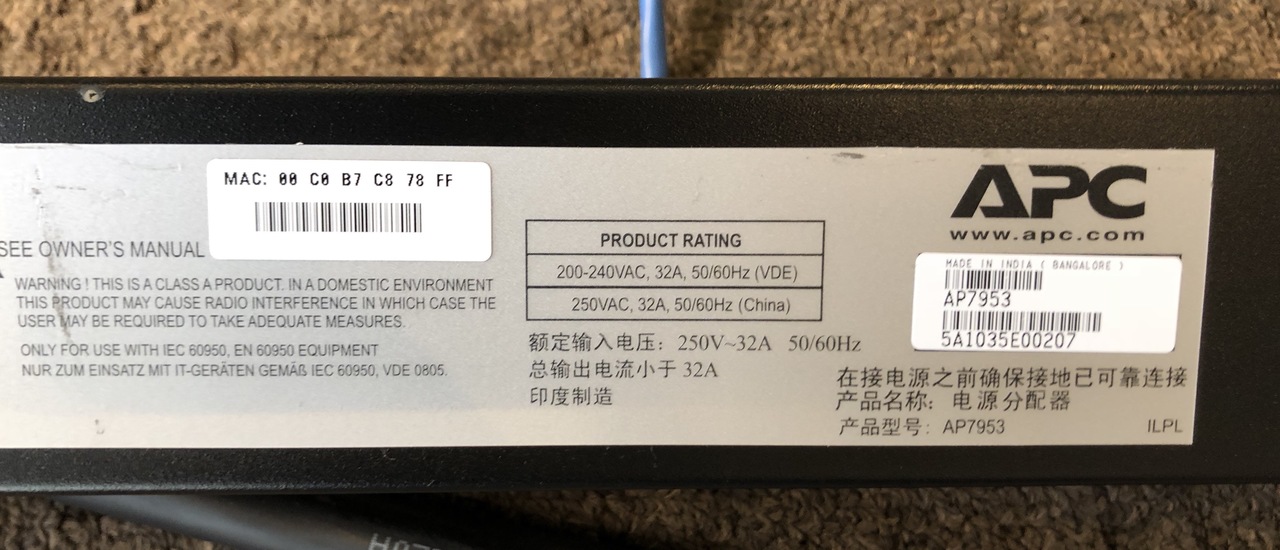 MAC: 00 C0 B7 C8 78 FF
SEE OWNER'S MANUAL
WARNING ! THIS IS A CLASS A PRODUCT. IN A DOMESTIC ENVIRONMENT
THIS PRODUCT MAY CAUSE RADIO INTERFERENCE IN WHICH CASE THE
USER MAY BE REQUIRED TO TAKE ADEQUATE MEASURES.
ONLY FOR USE WITH IEC 60950, EN 60950 EQUIPMENT
NUR ZUM EINSATZ MIT IT-GERÄTEN GEMÄß IEC 60950, VDE 0805.
PRODUCT RATING
200-240VAC, 32A, 50/60Hz (VDE)
250VAC, 32A, 50/60Hz (China)
额定输入电压：250V~32A 50/60Hz
总输出电流小于 32A
印度制造
APC
www.apc.com
MADE IN INDIA ( BANGALORE )
AP7953
5A1035E00207
在接电源之前确保接地已可靠连接
产品名称：电源分配器
产品型号：AP7953
ILPL